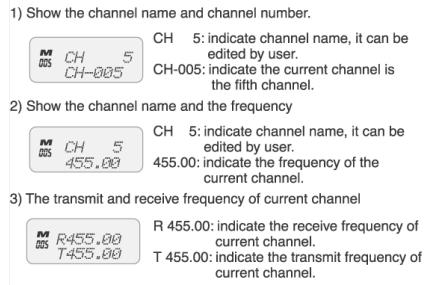 1) Show the channel name and channel number.
M 005 CH 5
CH-005
CH 5: indicate channel name, it can be
edited by user.
CH-005: indicate the current channel is
the fifth channel.
2) Show the channel name and the frequency
M 005 CH 5
455.00
CH 5: indicate channel name, it can be
edited by user.
455.00: indicate the frequency of the
current channel.
3) The transmit and receive frequency of current channel
M 005 R455.00
T455.00
R 455.00: indicate the receive frequency of
current channel.
T 455.00: indicate the transmit frequency of
current channel.